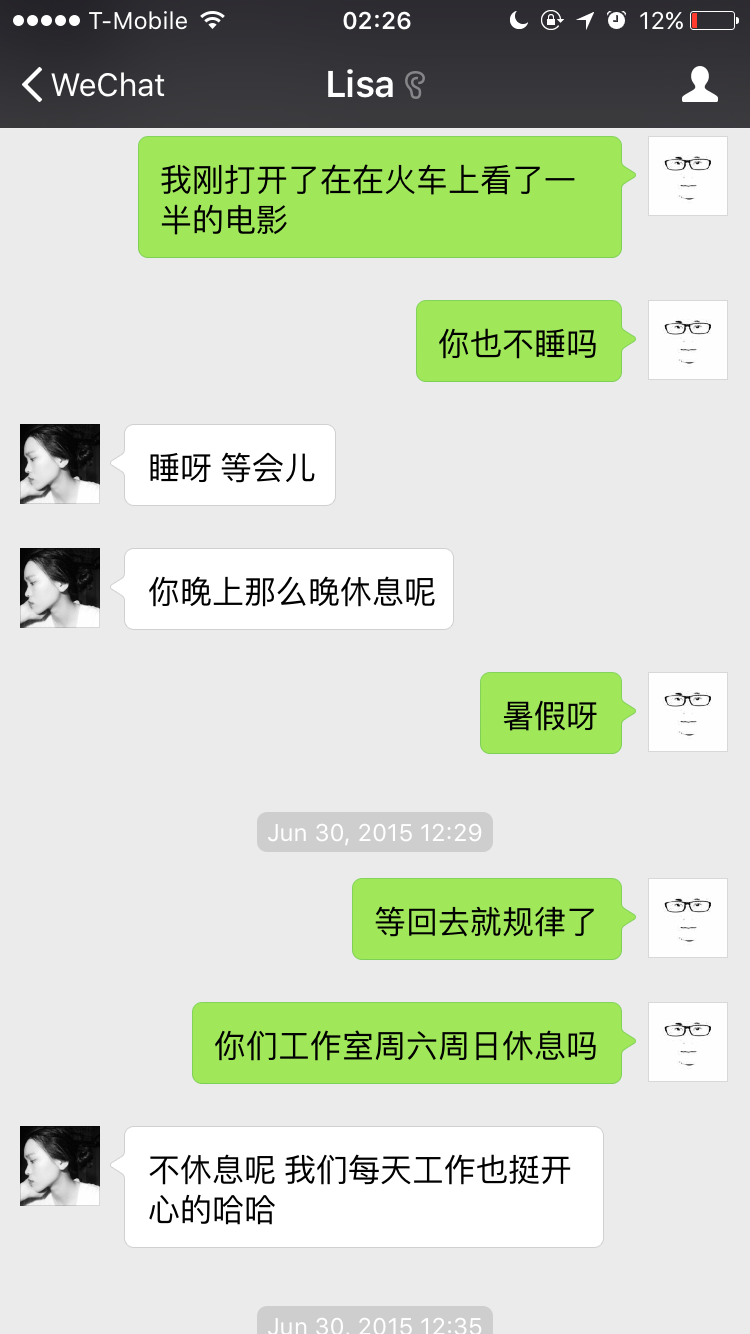 T-Mobile 02:26 12%
WeChat Lisa
我刚打开了在在火车上看了一
半的电影
你也不睡吗
睡呀 等会儿
你晚上那么晚休息呢
暑假呀
Jun 30, 2015 12:29
等回去就规律了
你们工作室周六周日休息吗
不休息呢 我们每天工作也挺开
心的哈哈
Jun 30, 2015 12:35